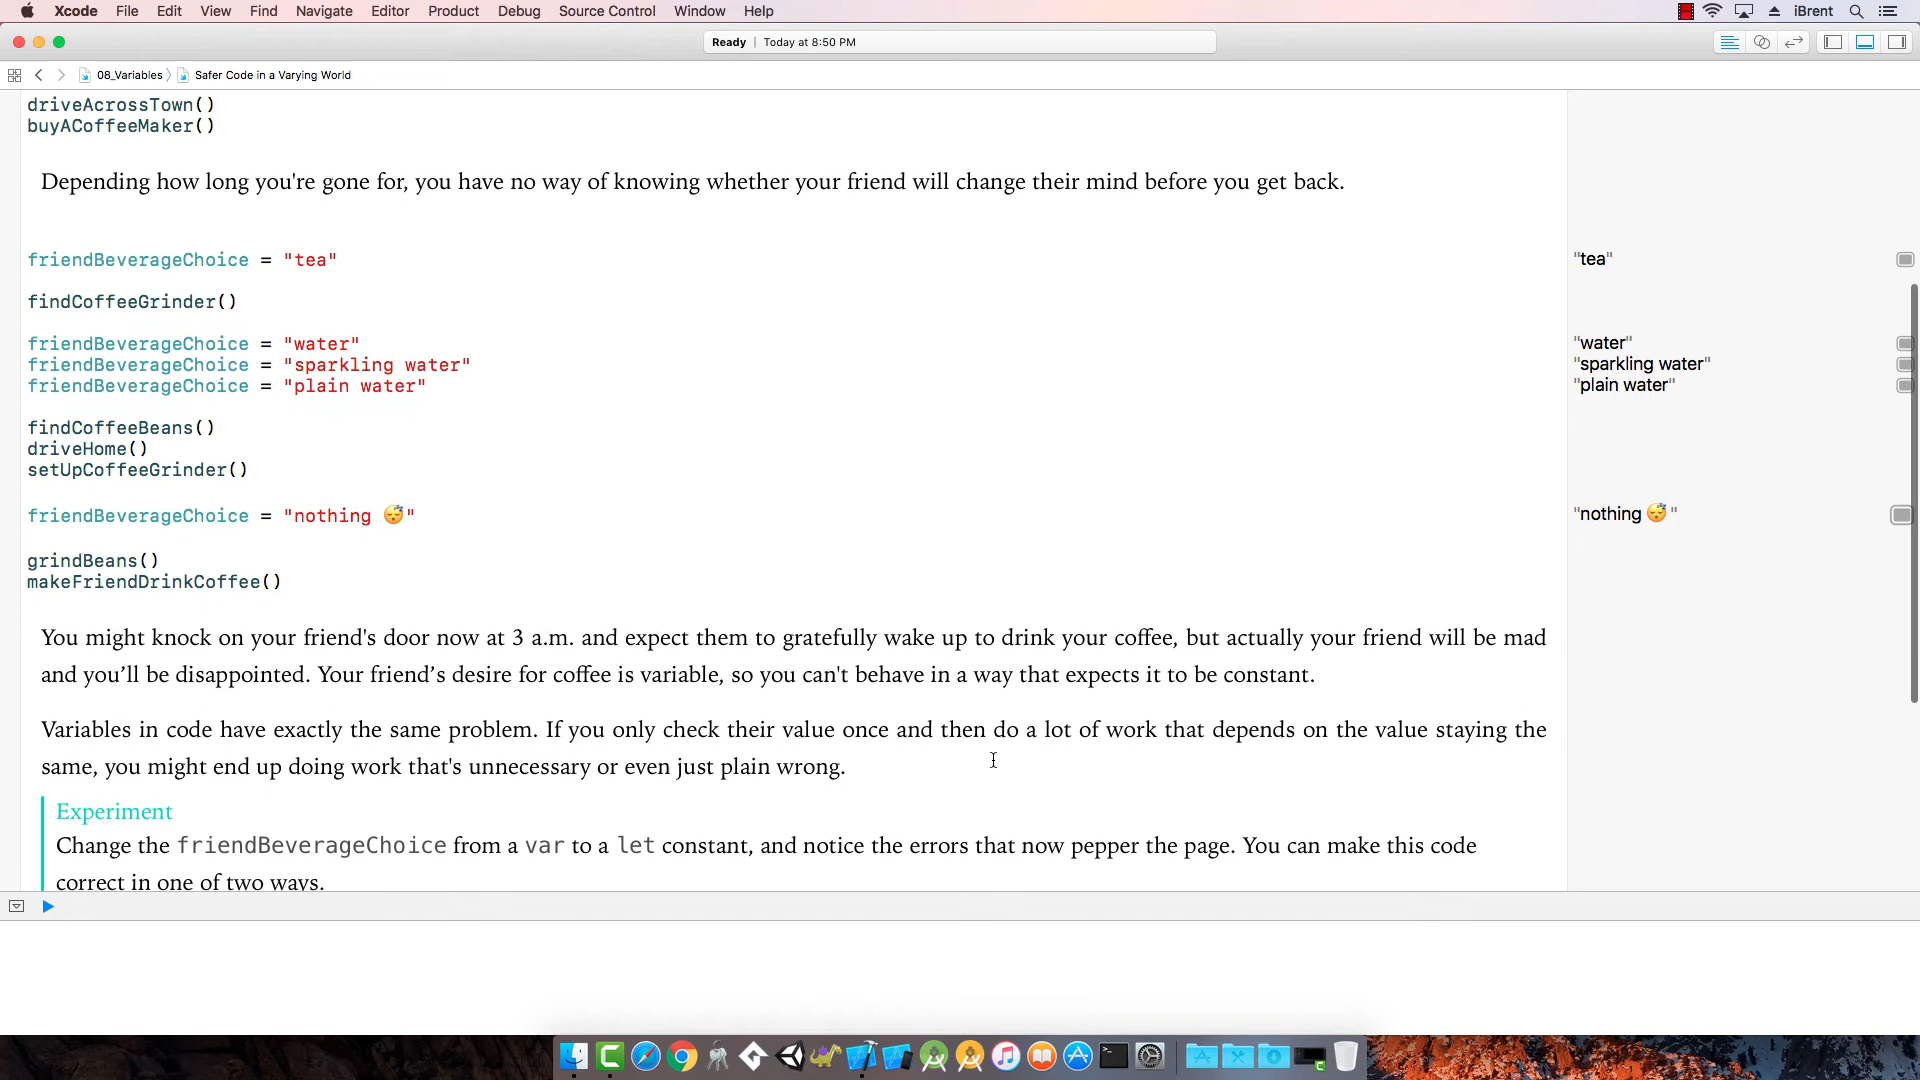 Xcode File Edit View Find Navigate Editor Product Debug Source Control Window Help iBrent
Ready | Today at 8:50 PM
08_Variables Safer Code in a Varying World
driveAcrossTown()
buyACoffeeMaker()
Depending how long you're gone for, you have no way of knowing whether your friend will change their mind before you get back.
friendBeverageChoice = "tea" "tea"
findCoffeeGrinder()
friendBeverageChoice = "water" "water"
friendBeverageChoice = "sparkling water" "sparkling water"
friendBeverageChoice = "plain water" "plain water"
findCoffeeBeans()
driveHome()
setUpCoffeeGrinder()
friendBeverageChoice = "nothing 😴" "nothing 😴"
grindBeans()
makeFriendDrinkCoffee()
You might knock on your friend's door now at 3 a.m. and expect them to gratefully wake up to drink your coffee, but actually your friend will be mad
and you’ll be disappointed. Your friend’s desire for coffee is variable, so you can't behave in a way that expects it to be constant.
Variables in code have exactly the same problem. If you only check their value once and then do a lot of work that depends on the value staying the
same, you might end up doing work that's unnecessary or even just plain wrong.
Experiment
Change the friendBeverageChoice from a var to a let constant, and notice the errors that now pepper the page. You can make this code
correct in one of two ways.